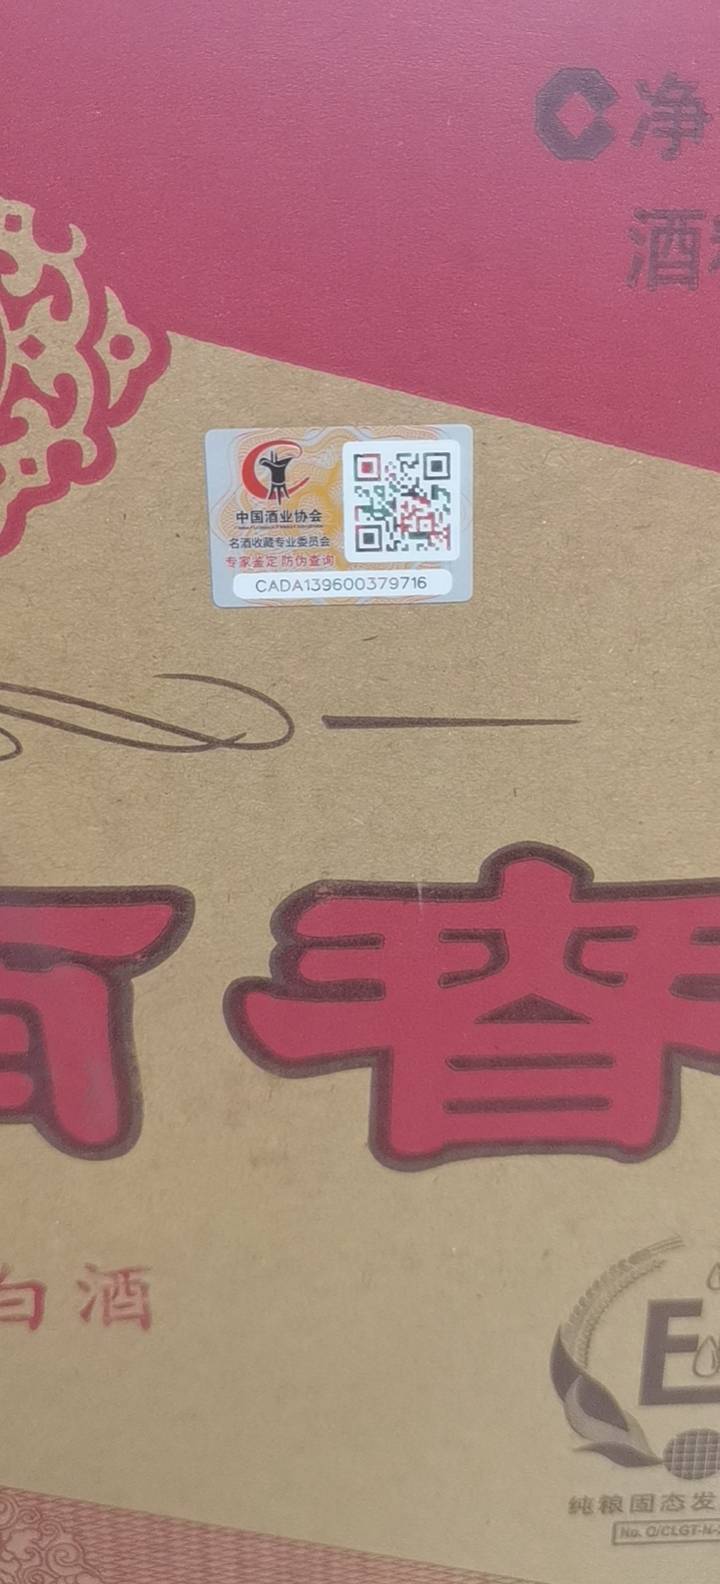 净
酒
中国酒业协会
名酒收藏专业委员会
专家鉴定 防伪查询
CADA139600379716
春
白酒
纯粮固态发
No. Q/CLGT-N-